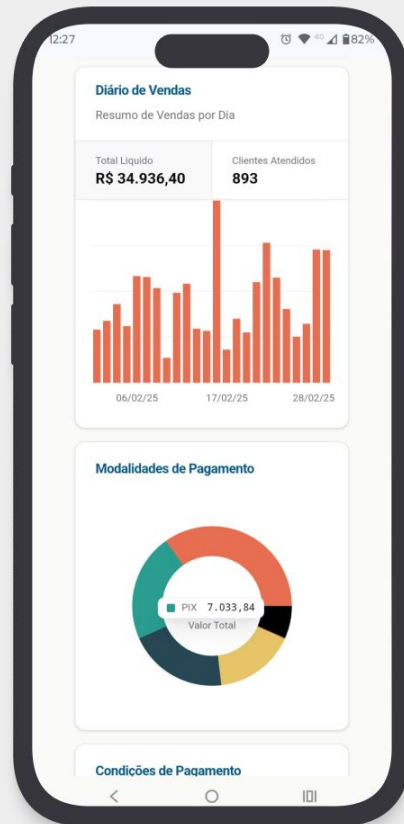 12:27
4G
82%
Diário de Vendas
Resumo de Vendas por Dia
Total Liquido
R$ 34.936,40
Clientes Atendidos
893
06/02/25
17/02/25
28/02/25
Modalidades de Pagamento
PIX 7.033,84
Valor Total
Condições de Pagamento